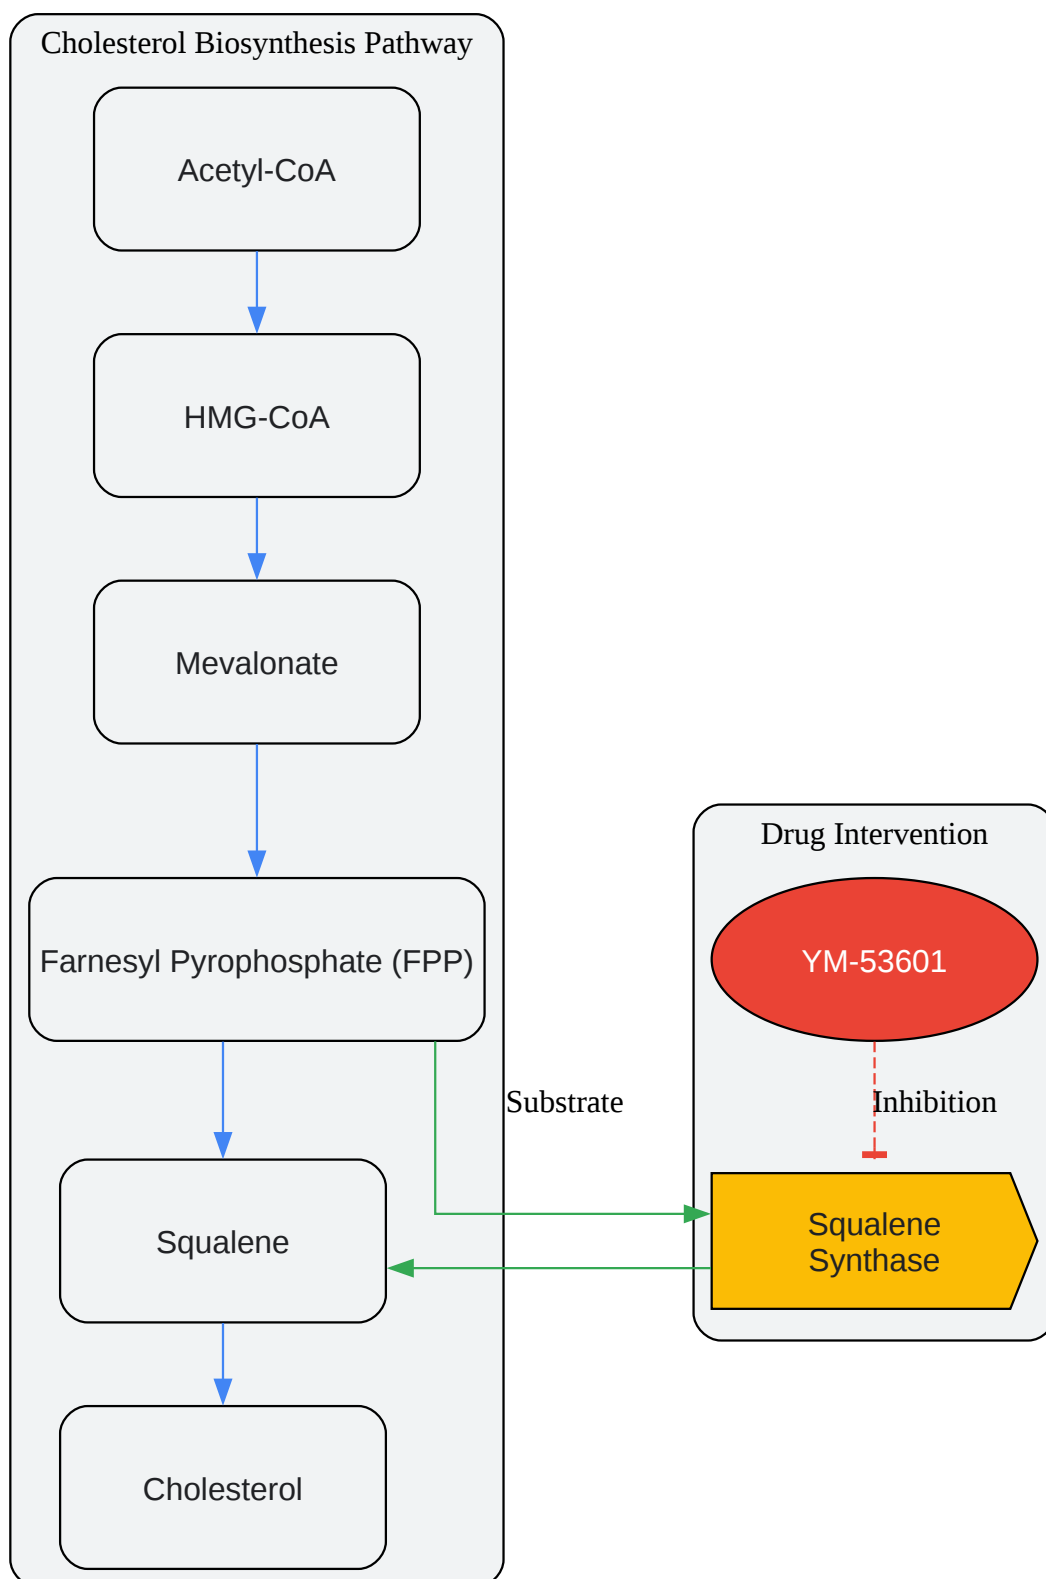 Cholesterol Biosynthesis Pathway
Acetyl-CoA
HMG-CoA
Mevalonate
Farnesyl Pyrophosphate (FPP)
Substrate
Squalene
Cholesterol
Drug Intervention
YM-53601
Inhibition
Squalene
Synthase